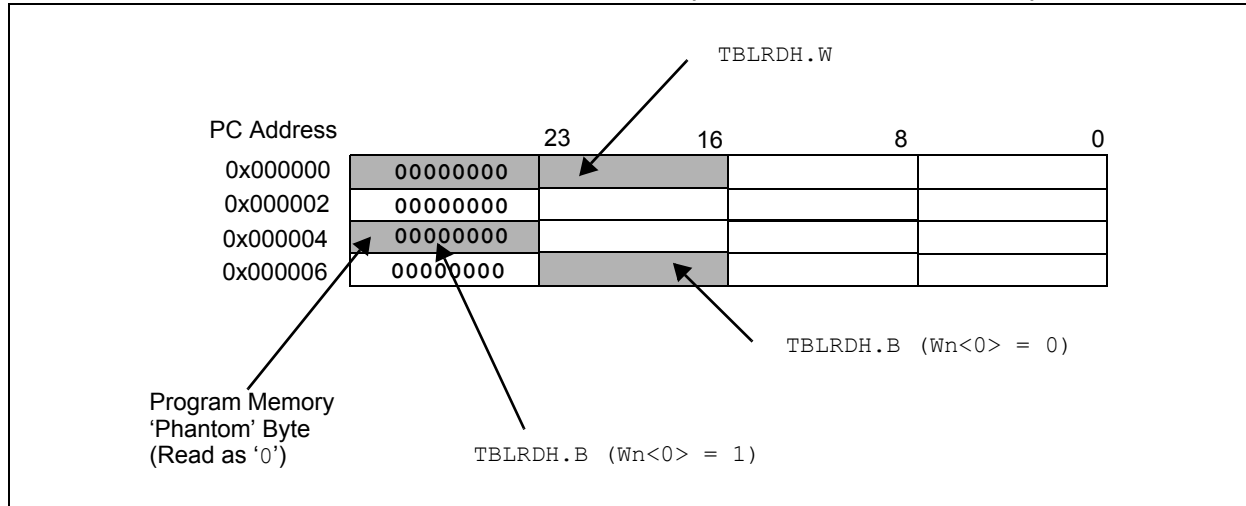 TBLRDH.W
PC Address
23 16 8 0
0x000000 00000000
0x000002 00000000
0x000004 00000000
0x000006 00000000
TBLRDH.B (Wn<0> = 0)
Program Memory
‘Phantom’ Byte
(Read as ‘0’)
TBLRDH.B (Wn<0> = 1)